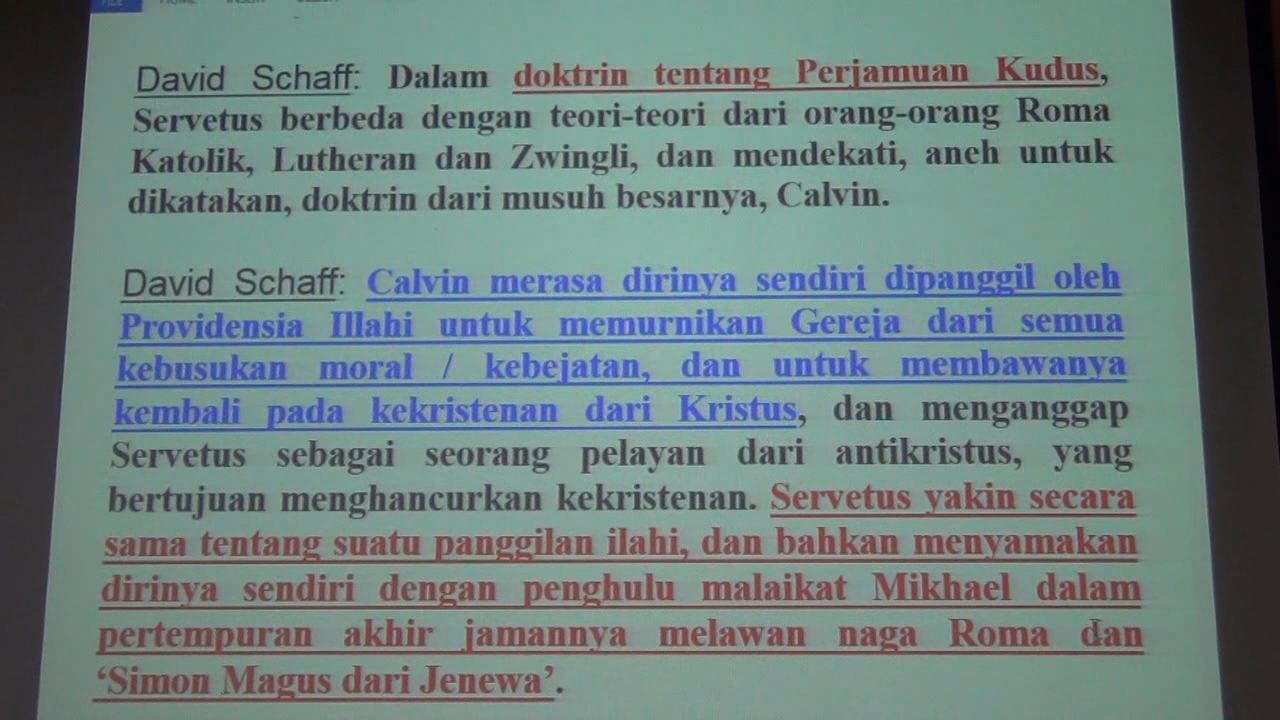 FILE
David Schaff: Dalam doktrin tentang Perjamuan Kudus,
Servetus berbeda dengan teori-teori dari orang-orang Roma
Katolik, Lutheran dan Zwingli, dan mendekati, aneh untuk
dikatakan, doktrin dari musuh besarnya, Calvin.
David Schaff: Calvin merasa dirinya sendiri dipanggil oleh
Providensia Illahi untuk memurnikan Gereja dari semua
kebusukan moral / kebejatan, dan untuk membawanya
kembali pada kekristenan dari Kristus, dan menganggap
Servetus sebagai seorang pelayan dari antikristus, yang
bertujuan menghancurkan kekristenan. Servetus yakin secara
sama tentang suatu panggilan ilahi, dan bahkan menyamakan
dirinya sendiri dengan penghulu malaikat Mikhael dalam
pertempuran akhir jamannya melawan naga Roma dan
‘Simon Magus dari Jenewa’.